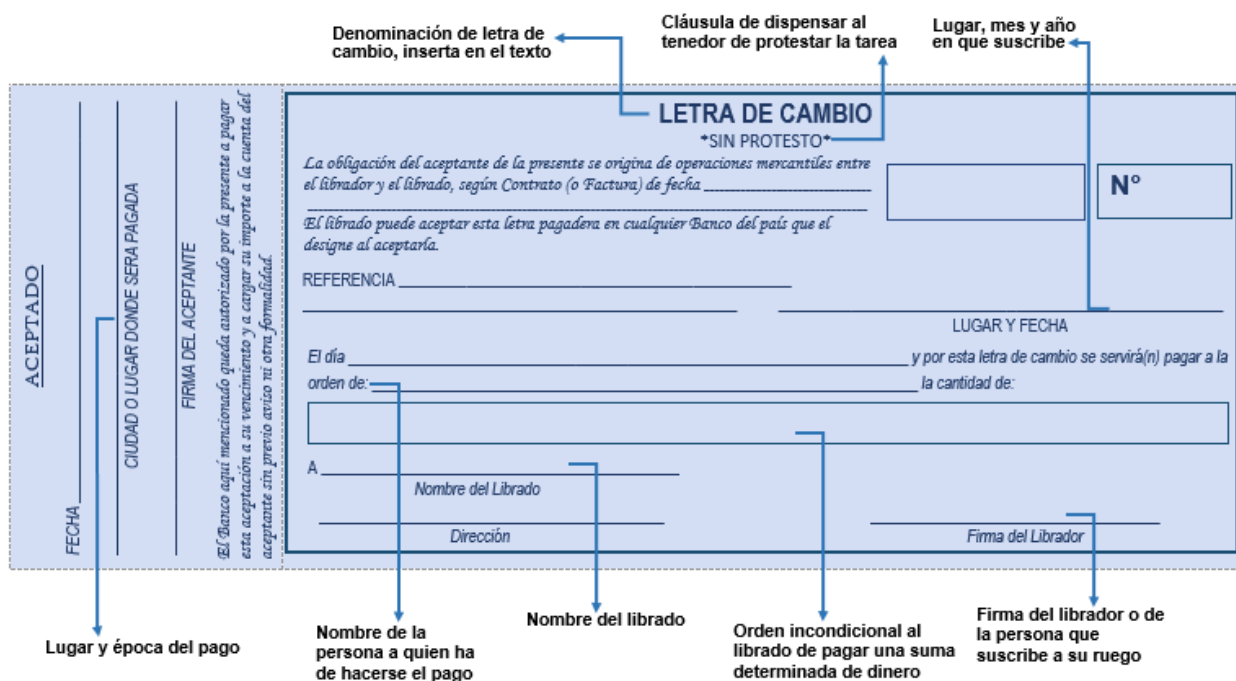 Denominación de letra de
cambio, inserta en el texto
Cláusula de dispensar al
tenedor de protestar la tarea
Lugar, mes y año
en que suscribe
ACEPTADO
FECHA
CIUDAD O LUGAR DONDE SERA PAGADA
FIRMA DEL ACEPTANTE
El Banco aquí mencionado queda autorizado por la presente a pagar
esta aceptación a su vencimiento y a cargar su importe a la cuenta del
aceptante sin previo aviso ni otra formalidad.
LETRA DE CAMBIO
*SIN PROTESTO*
La obligación del aceptante de la presente se origina de operaciones mercantiles entre
el librador y el librado, según Contrato (o Factura) de fecha
N°
El librado puede aceptar esta letra pagadera en cualquier Banco del país que el
designe al aceptarla.
REFERENCIA
LUGAR Y FECHA
El día y por esta letra de cambio se servirá(n) pagar a la
orden de: la cantidad de:
A
Nombre del Librado
Dirección Firma del Librador
Lugar y época del pago
Nombre de la
persona a quien ha
de hacerse el pago
Nombre del librado
Orden incondicional al
librado de pagar una suma
determinada de dinero
Firma del librador o de
la persona que
suscribe a su ruego